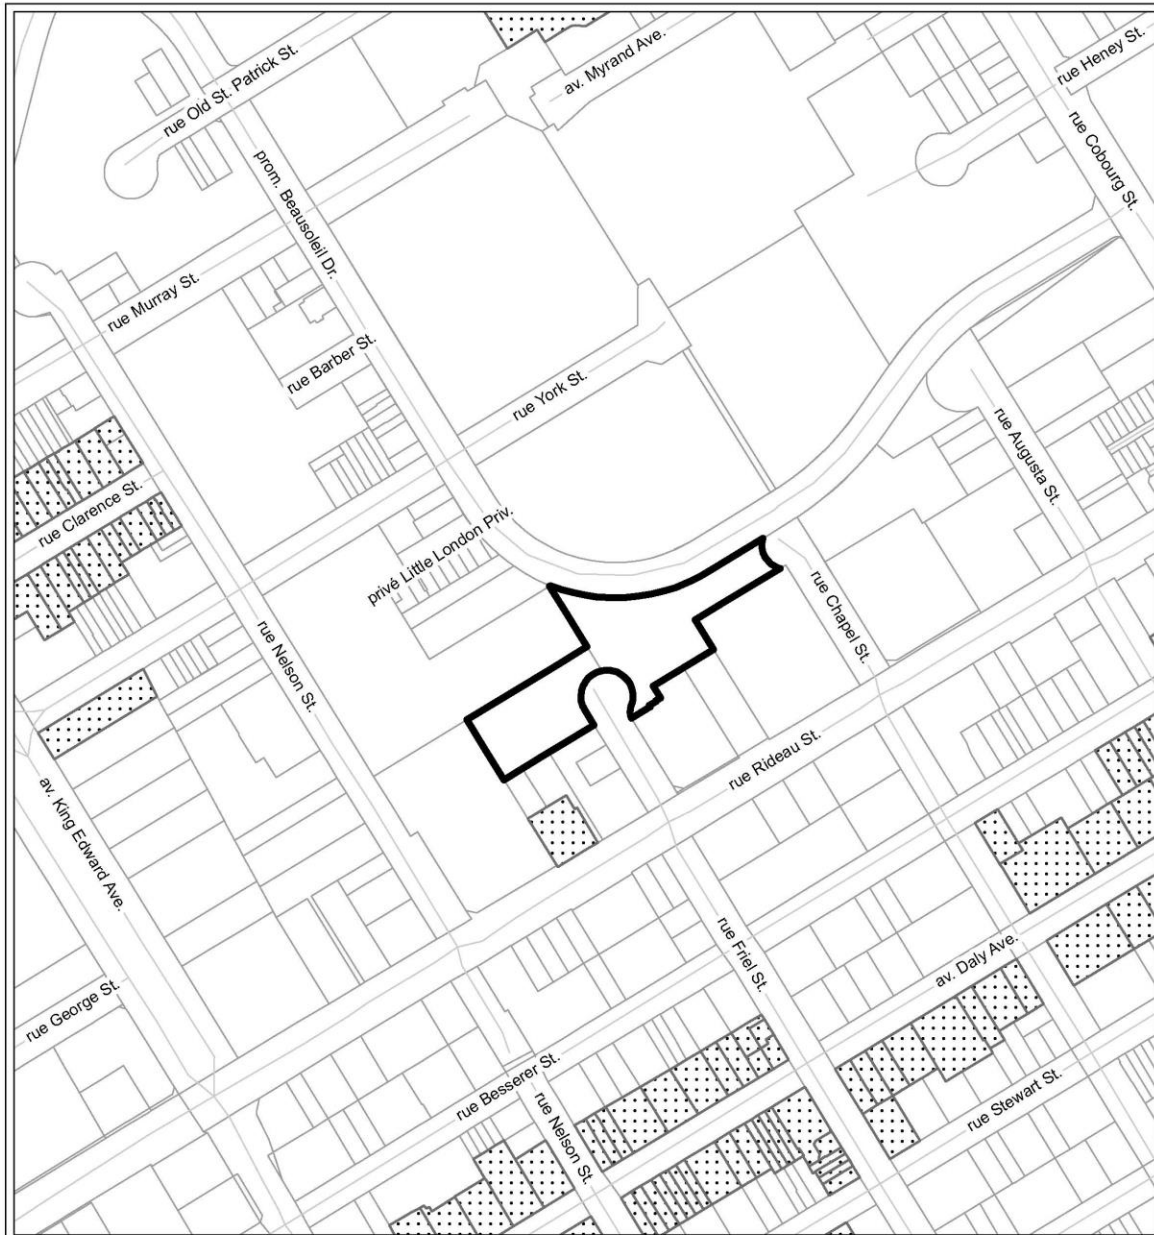 rue Old St. Patrick St.
av. Myrand Ave.
rue Heney St.
rue Cobourg St.
prom. Beausoleil Dr.
rue Murray St.
rue Barber St.
rue York St.
rue Augusta St.
rue Clarence St.
privé Little London Priv.
rue Chapel St.
rue Nelson St.
rue Rideau St.
av. King Edward Ave.
rue Friel St.
av. Daly Ave.
rue George St.
rue Besserer St.
rue Nelson St.
rue Stewart St.